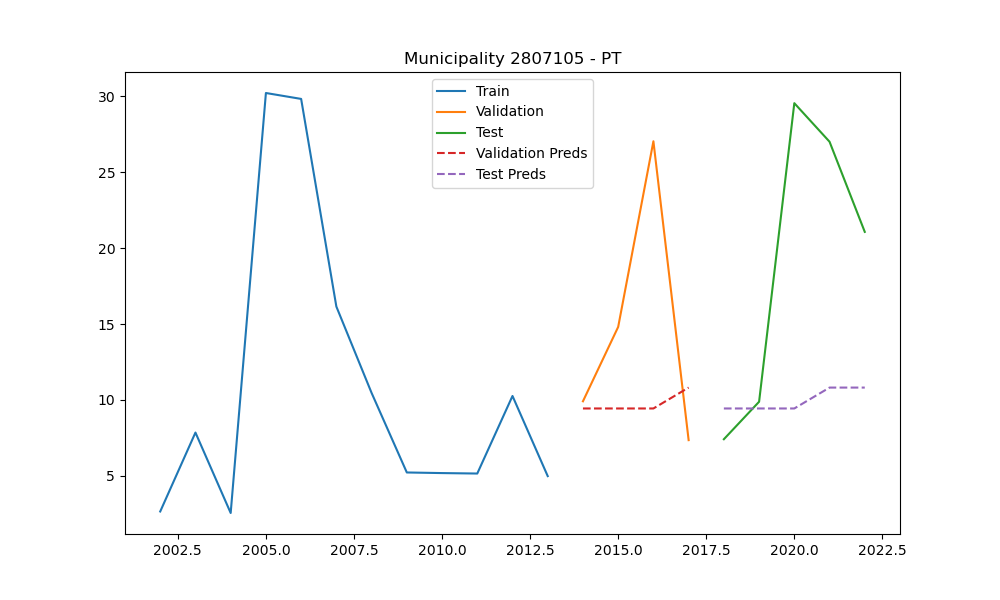 Municipality 2807105 - PT
Train
Validation
Test
Validation Preds
Test Preds
30
25
20
15
10
5
2002.5 2005.0 2007.5 2010.0 2012.5 2015.0 2017.5 2020.0 2022.5